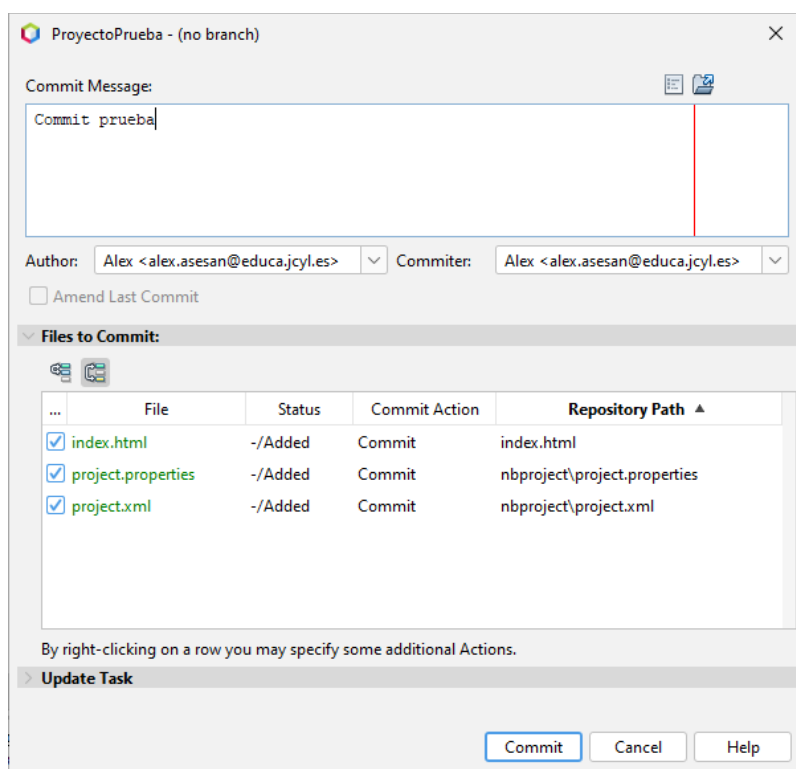 ProyectoPrueba - (no branch)
Commit Message:
Commit prueba
Author: Alex <alex.asesan@educa.jcyl.es> Commiter: Alex <alex.asesan@educa.jcyl.es>
Amend Last Commit
Files to Commit:
... File Status Commit Action Repository Path
index.html -/Added Commit index.html
project.properties -/Added Commit nbproject\project.properties
project.xml -/Added Commit nbproject\project.xml
By right-clicking on a row you may specify some additional Actions.
Update Task
Commit Cancel Help